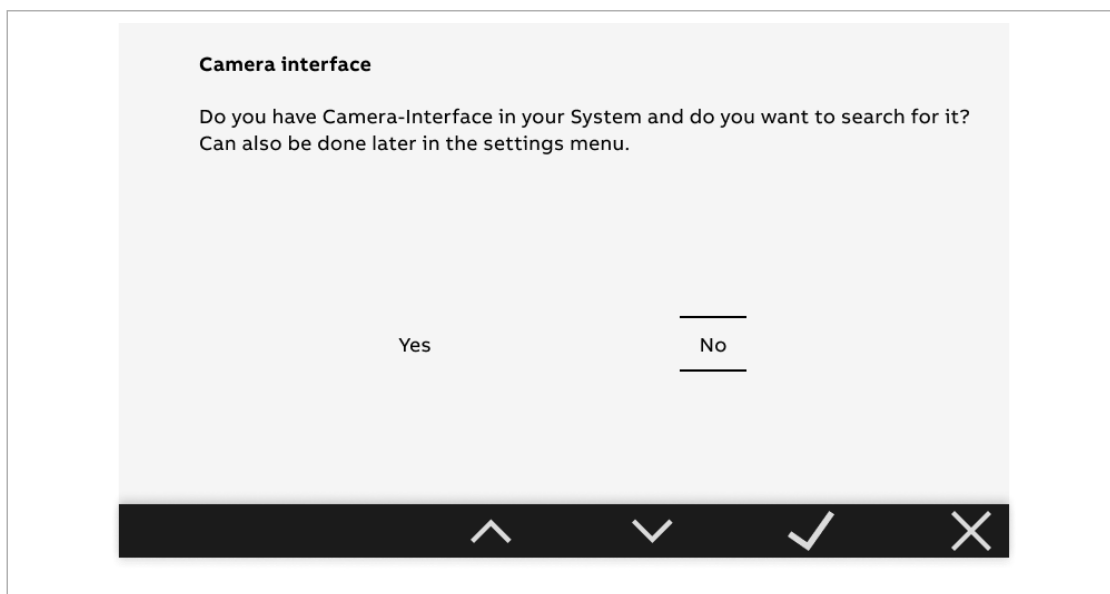 Camera interface
Do you have Camera-Interface in your System and do you want to search for it?
Can also be done later in the settings menu.
Yes No